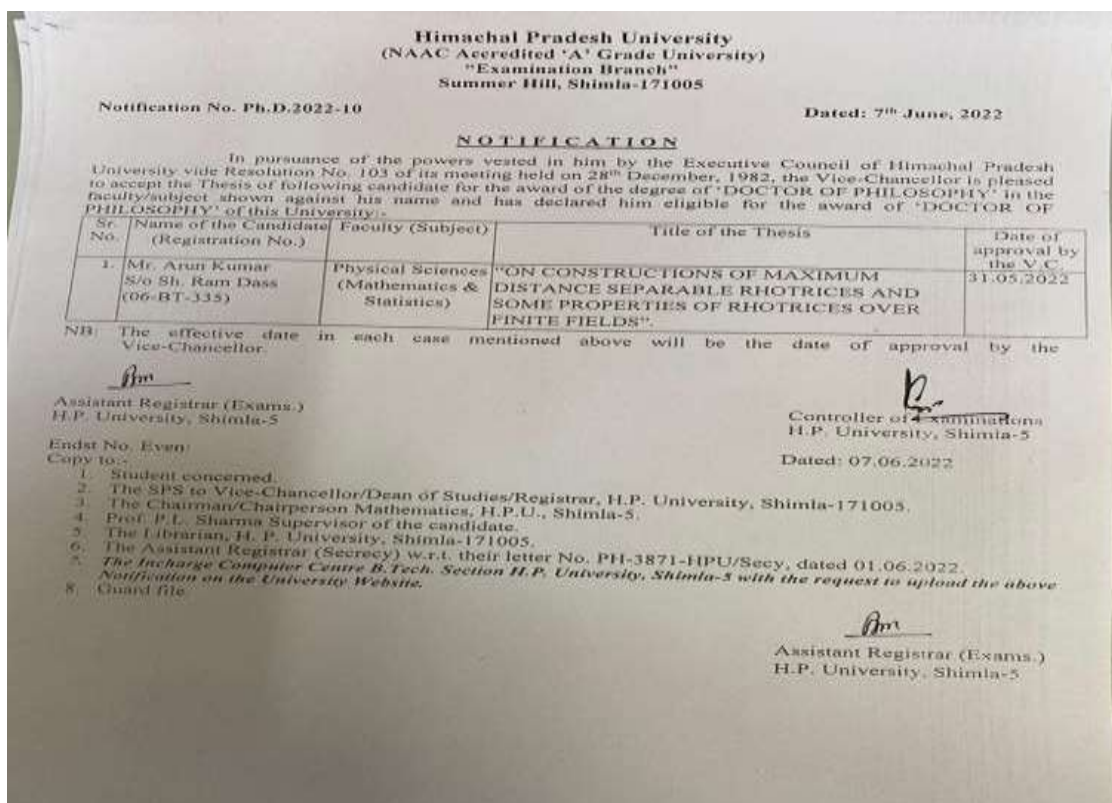 Himachal Pradesh University
(NAAC Accredited 'A' Grade University)
"Examination Branch"
Summer Hill, Shimla-171005
Notification No. Ph.D.2022-10 Dated: 7th June, 2022
NOTIFICATION
In pursuance of the powers vested in him by the Executive Council of Himachal Pradesh
University vide Resolution No. 103 of its meeting held on 28th December, 1982, the Vice-Chancellor is pleased
to accept the Thesis of following candidate for the award of the degree of 'DOCTOR OF PHILOSOPHY' in the
faculty/subject shown against his name and has declared him eligible for the award of 'DOCTOR OF
PHILOSOPHY' of this University:-
Sr. Name of the Candidate Faculty (Subject) Title of the Thesis Date of
No. (Registration No.) approval by
the V.C
1. Mr. Arun Kumar Physical Sciences "ON CONSTRUCTIONS OF MAXIMUM 31.05.2022
S/o Sh. Ram Dass (Mathematics & DISTANCE SEPARABLE RHOTRICES AND
(06-BT-335) Statistics) SOME PROPERTIES OF RHOTRICES OVER
FINITE FIELDS".
NB: The effective date in each case mentioned above will be the date of approval by the
Vice-Chancellor.
Assistant Registrar (Exams.)
H.P. University, Shimla-5
Controller of Examinations
H.P. University, Shimla-5
Endst No. Even:
Copy to:-
Dated: 07.06.2022
1. Student concerned.
2. The SPS to Vice-Chancellor/Dean of Studies/Registrar, H.P. University, Shimla-171005.
3. The Chairman/Chairperson Mathematics, H.P.U., Shimla-5.
4. Prof. P.L. Sharma Supervisor of the candidate.
5. The Librarian, H. P. University, Shimla-171005.
6. The Assistant Registrar (Secrecy) w.r.t. their letter No. PH-3871-HPU/Secy, dated 01.06.2022.
7. The Incharge Computer Centre B.Tech. Section H.P. University, Shimla-5 with the request to upload the above
Notification on the University Website.
8. Guard file
Assistant Registrar (Exams.)
H.P. University, Shimla-5